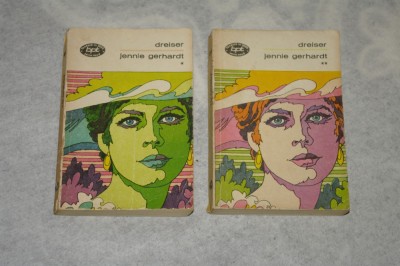 bpt
dreiser
jennie gerhardt
*
bpt
dreiser
jennie gerhardt
**